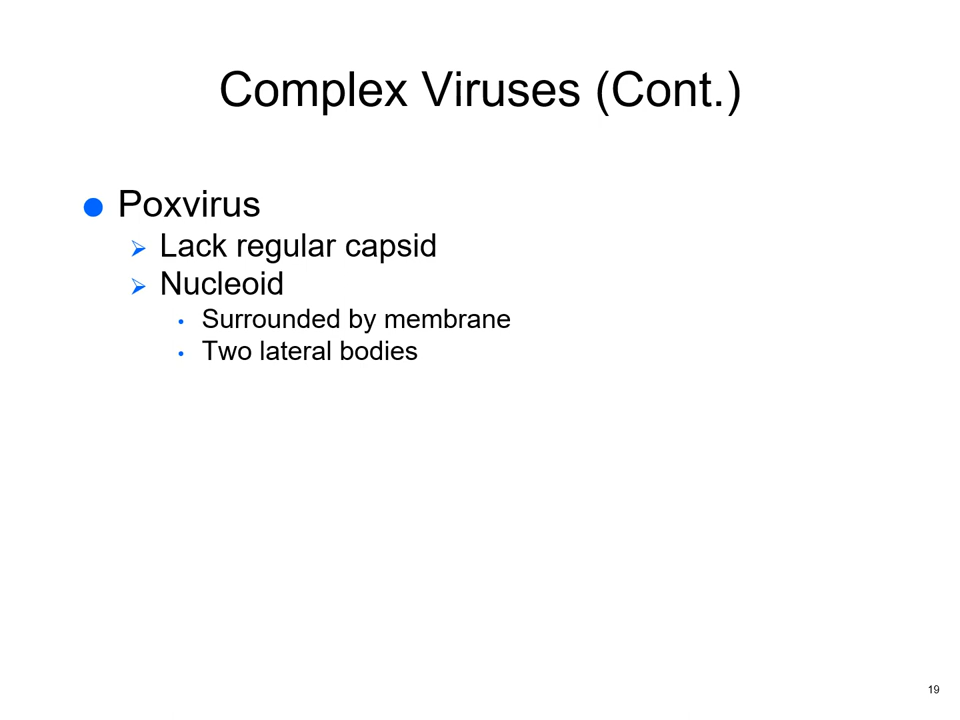 Complex Viruses (Cont.)
Poxvirus
Lack regular capsid
Nucleoid
Surrounded by membrane
Two lateral bodies
19